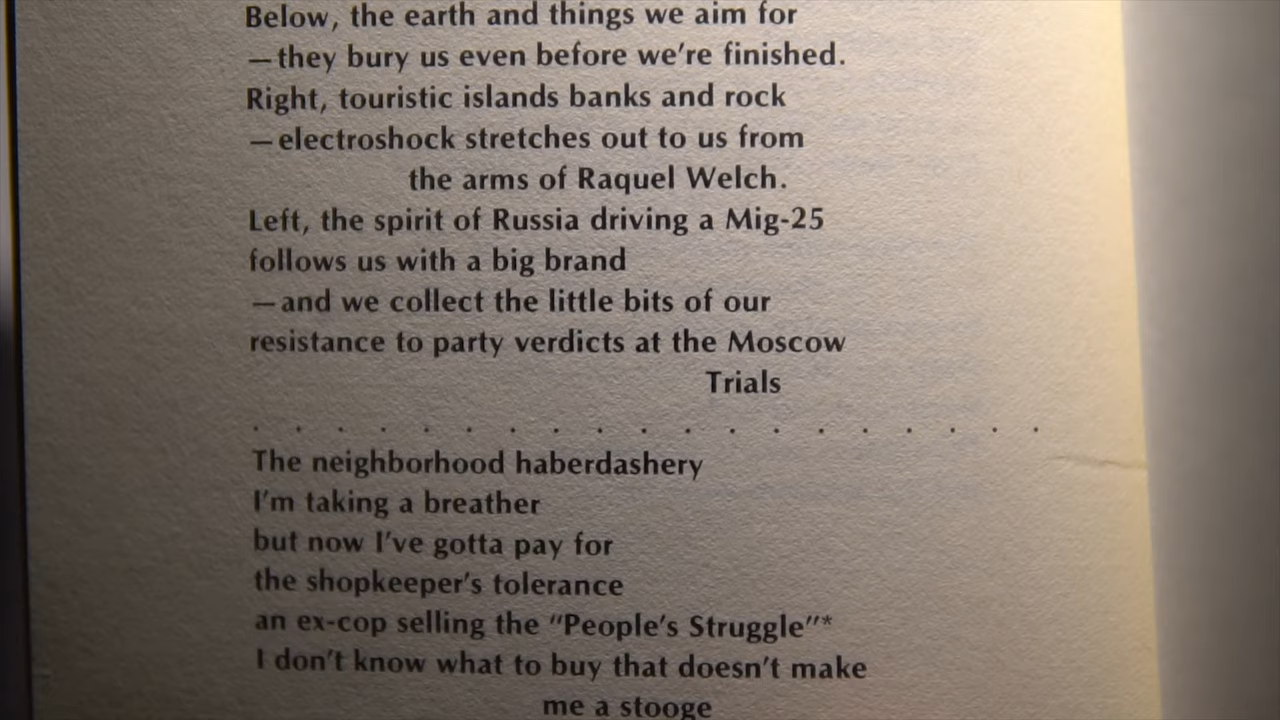 Below, the earth and things we aim for
—they bury us even before we're finished.
Right, touristic islands banks and rock
—electroshock stretches out to us from
the arms of Raquel Welch.
Left, the spirit of Russia driving a Mig-25
follows us with a big brand
—and we collect the little bits of our
resistance to party verdicts at the Moscow
Trials
. . . . . . . . . . . . . . . . . . .
The neighborhood haberdashery
I'm taking a breather
but now I've gotta pay for
the shopkeeper's tolerance
an ex-cop selling the "People's Struggle"*
I don't know what to buy that doesn't make
me a stooge